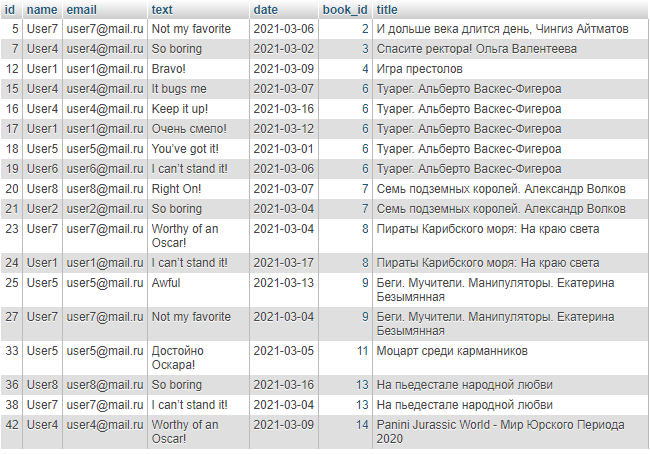 id name email text date book_id title
5 User7 user7@mail.ru Not my favorite 2021-03-06 2 И дольше века длится день, Чингиз Айтматов
7 User4 user4@mail.ru So boring 2021-03-02 3 Спасите ректора! Ольга Валентеева
12 User1 user1@mail.ru Bravo! 2021-03-09 4 Игра престолов
15 User4 user4@mail.ru It bugs me 2021-03-07 6 Туарег. Альберто Васкес-Фигероа
16 User4 user4@mail.ru Keep it up! 2021-03-16 6 Туарег. Альберто Васкес-Фигероа
17 User1 user1@mail.ru Очень смело! 2021-03-12 6 Туарег. Альберто Васкес-Фигероа
18 User5 user5@mail.ru You've got it! 2021-03-01 6 Туарег. Альберто Васкес-Фигероа
19 User6 user6@mail.ru I can't stand it! 2021-03-06 6 Туарег. Альберто Васкес-Фигероа
20 User8 user8@mail.ru Right On! 2021-03-07 7 Семь подземных королей. Александр Волков
21 User2 user2@mail.ru So boring 2021-03-04 7 Семь подземных королей. Александр Волков
23 User7 user7@mail.ru Worthy of an 2021-03-04 8 Пираты Карибского моря: На краю света
Oscar!
24 User1 user1@mail.ru I can't stand it! 2021-03-17 8 Пираты Карибского моря: На краю света
25 User5 user5@mail.ru Awful 2021-03-13 9 Беги. Мучители. Манипуляторы. Екатерина
Безымянная
27 User7 user7@mail.ru Not my favorite 2021-03-04 9 Беги. Мучители. Манипуляторы. Екатерина
Безымянная
33 User5 user5@mail.ru Достойно 2021-03-05 11 Моцарт среди карманников
Оскара!
36 User8 user8@mail.ru So boring 2021-03-16 13 На пьедестале народной любви
38 User7 user7@mail.ru I can't stand it! 2021-03-04 13 На пьедестале народной любви
42 User4 user4@mail.ru Worthy of an 2021-03-09 14 Panini Jurassic World - Мир Юрского Периода
Oscar! 2020